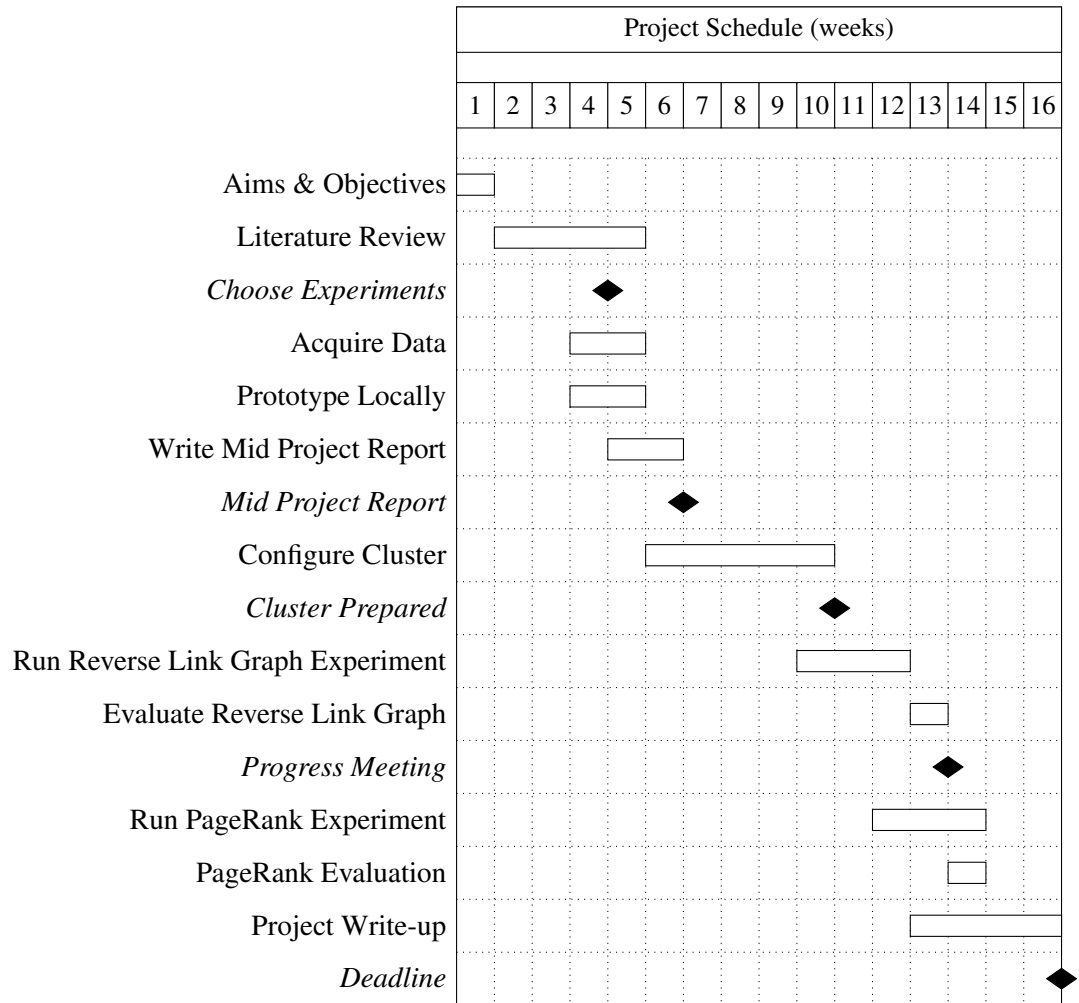 Project Schedule (weeks)
1 2 3 4 5 6 7 8 9 10 11 12 13 14 15 16
Aims & Objectives
Literature Review
Choose Experiments
Acquire Data
Prototype Locally
Write Mid Project Report
Mid Project Report
Configure Cluster
Cluster Prepared
Run Reverse Link Graph Experiment
Evaluate Reverse Link Graph
Progress Meeting
Run PageRank Experiment
PageRank Evaluation
Project Write-up
Deadline